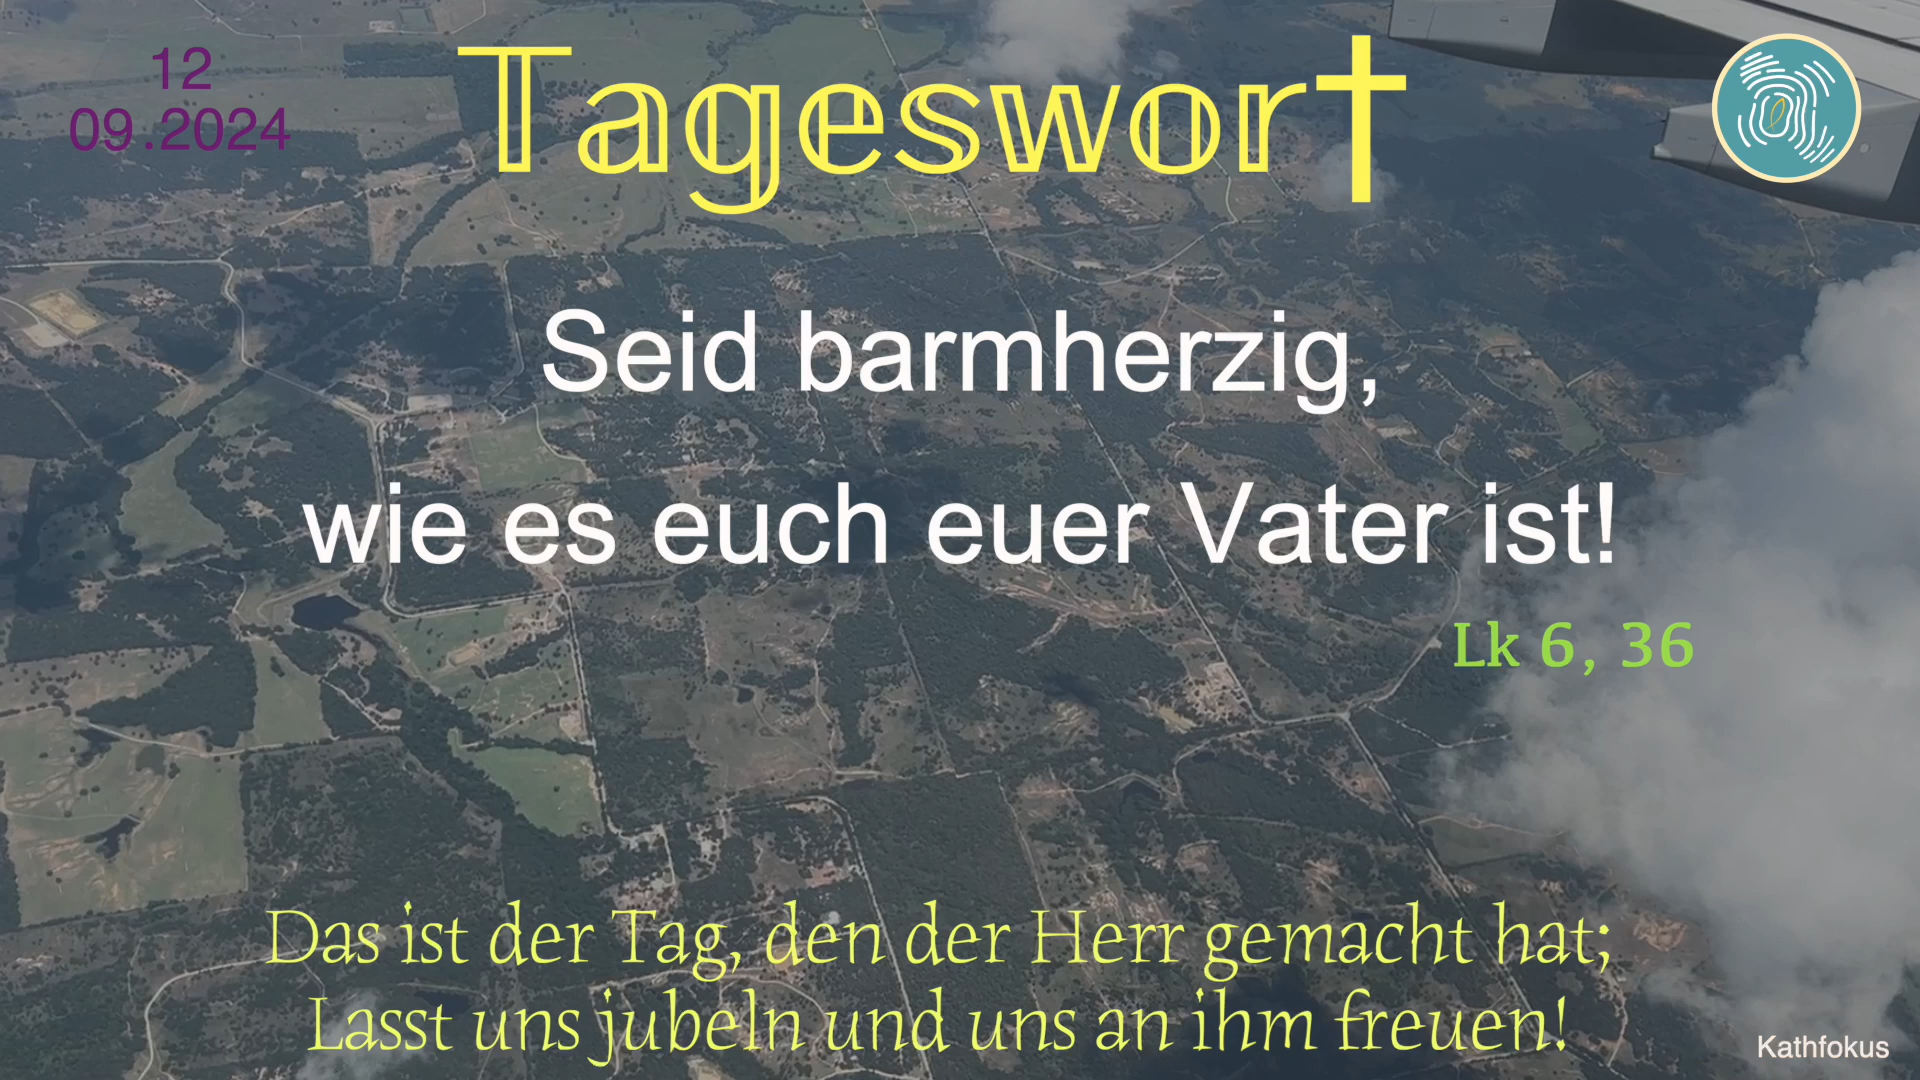 12
09.2024
Tageswort
Seid barmherzig,
wie es euch euer Vater ist!
Lk 6, 36
Das ist der Tag, den der Herr gemacht hat;
Lasst uns jubeln und uns an ihm freuen!
Kathfokus